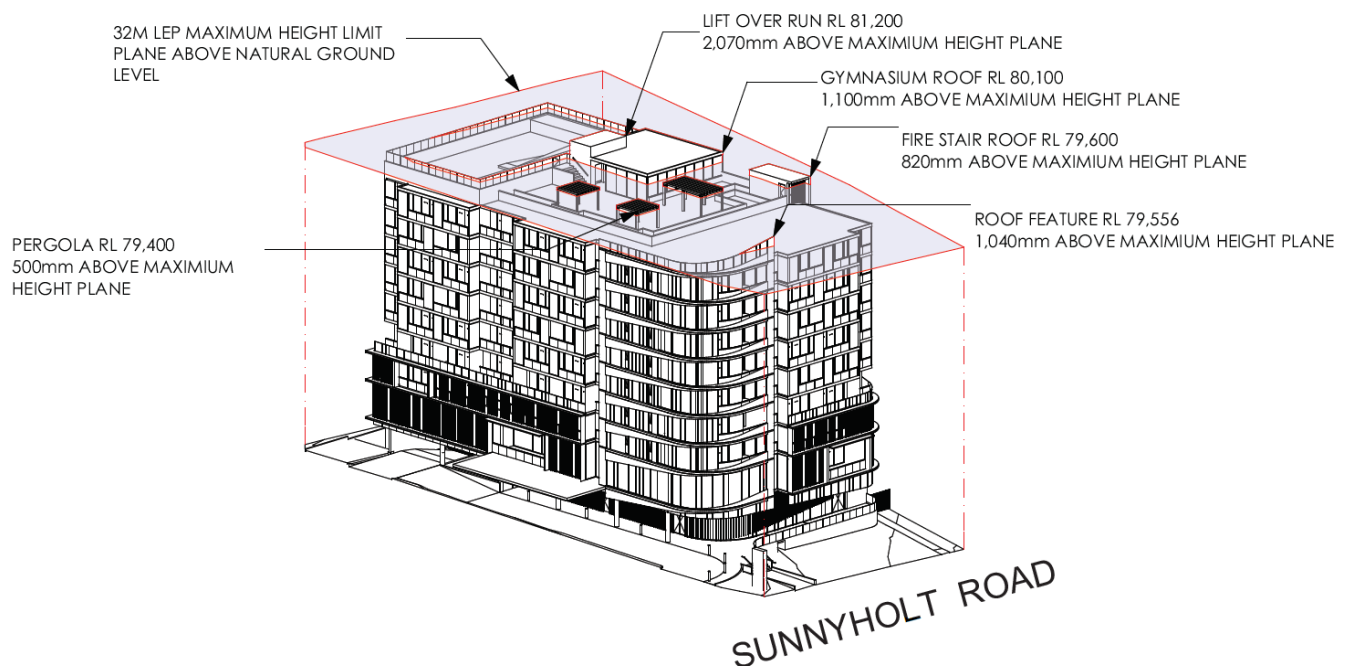 32M LEP MAXIMUM HEIGHT LIMIT
PLANE ABOVE NATURAL GROUND
LEVEL
LIFT OVER RUN RL 81,200
2,070mm ABOVE MAXIMIUM HEIGHT PLANE
GYMNASIUM ROOF RL 80,100
1,100mm ABOVE MAXIMIUM HEIGHT PLANE
FIRE STAIR ROOF RL 79,600
820mm ABOVE MAXIMIUM HEIGHT PLANE
ROOF FEATURE RL 79,556
1,040mm ABOVE MAXIMIUM HEIGHT PLANE
PERGOLA RL 79,400
500mm ABOVE MAXIMIUM
HEIGHT PLANE
SUNNYHOLT ROAD